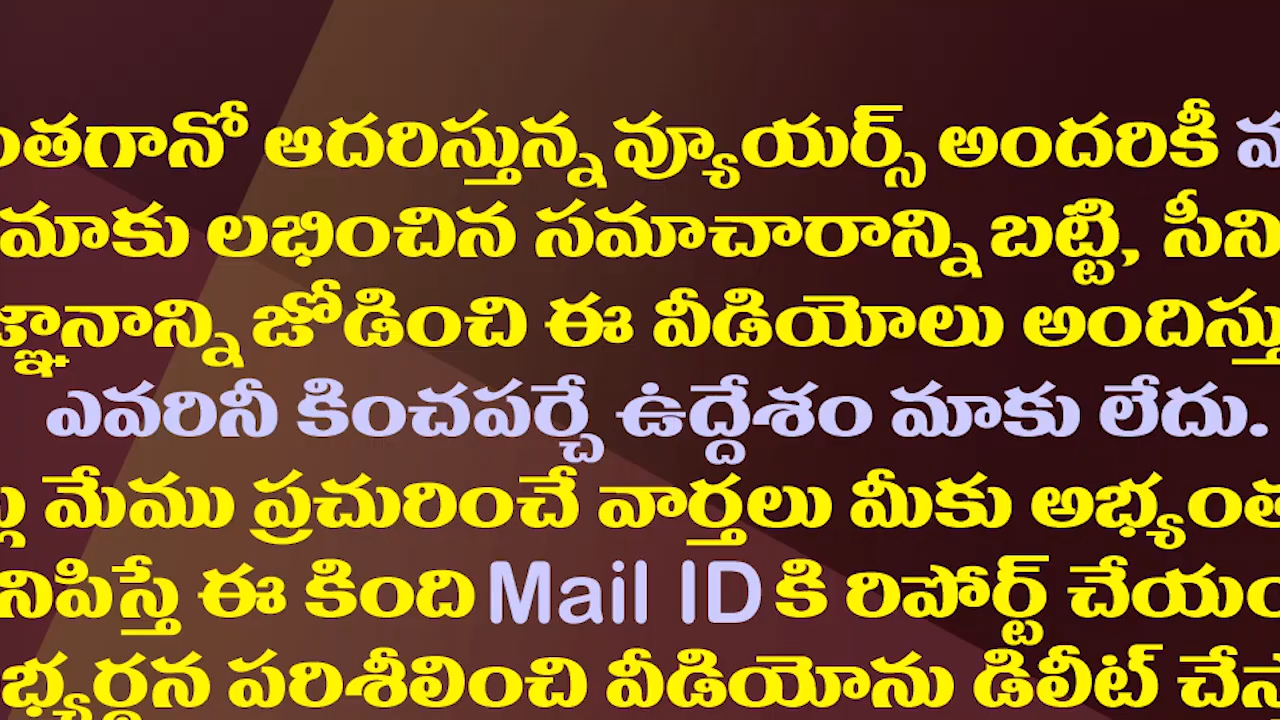 ంతగానో ఆదరిస్తున్న వ్యూయర్స్ అందరికీ
మాకు లభించిన సమాచారాన్ని బట్టి, సీని
జ్ఞానాన్ని జోడించి ఈ వీడియోలు అందిస్తు
ఎవరినీ కించపర్చే ఉద్దేశం మాకు లేదు.
మేము ప్రచురించే వార్తలు మీకు అభ్యంత
నిపిస్తే ఈ కింది Mail ID కి రిపోర్ట్ చేయం
భ్యర్థన పరిశీలించి వీడియోను డిలీట్ చేస